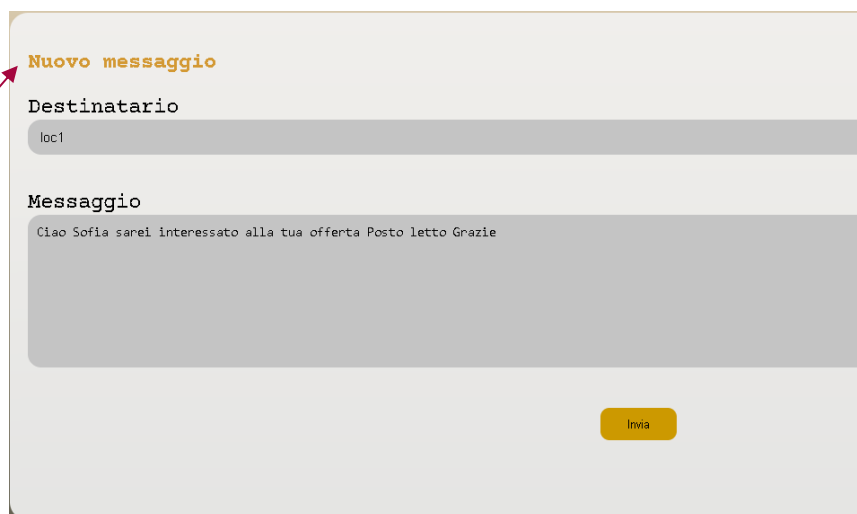 Nuovo messaggio
Destinatario
loc1
Messaggio
Ciao Sofia sarei interessato alla tua offerta Posto letto Grazie
Invia